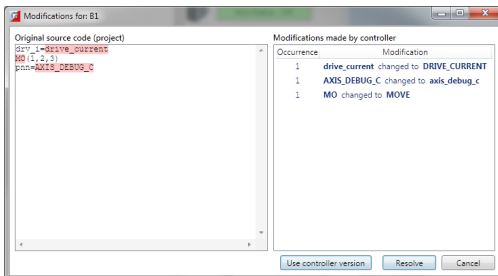 Modifications for: B1
Original source code (project)
drv_i=drive_current
MO(1,2,3)
pnn=AXIS_DEBUG_C
Modifications made by controller
Occurrence Modification
1 drive_current changed to DRIVE_CURRENT
1 AXIS_DEBUG_C changed to axis_debug_c
1 MO changed to MOVE
Use controller version Resolve Cancel